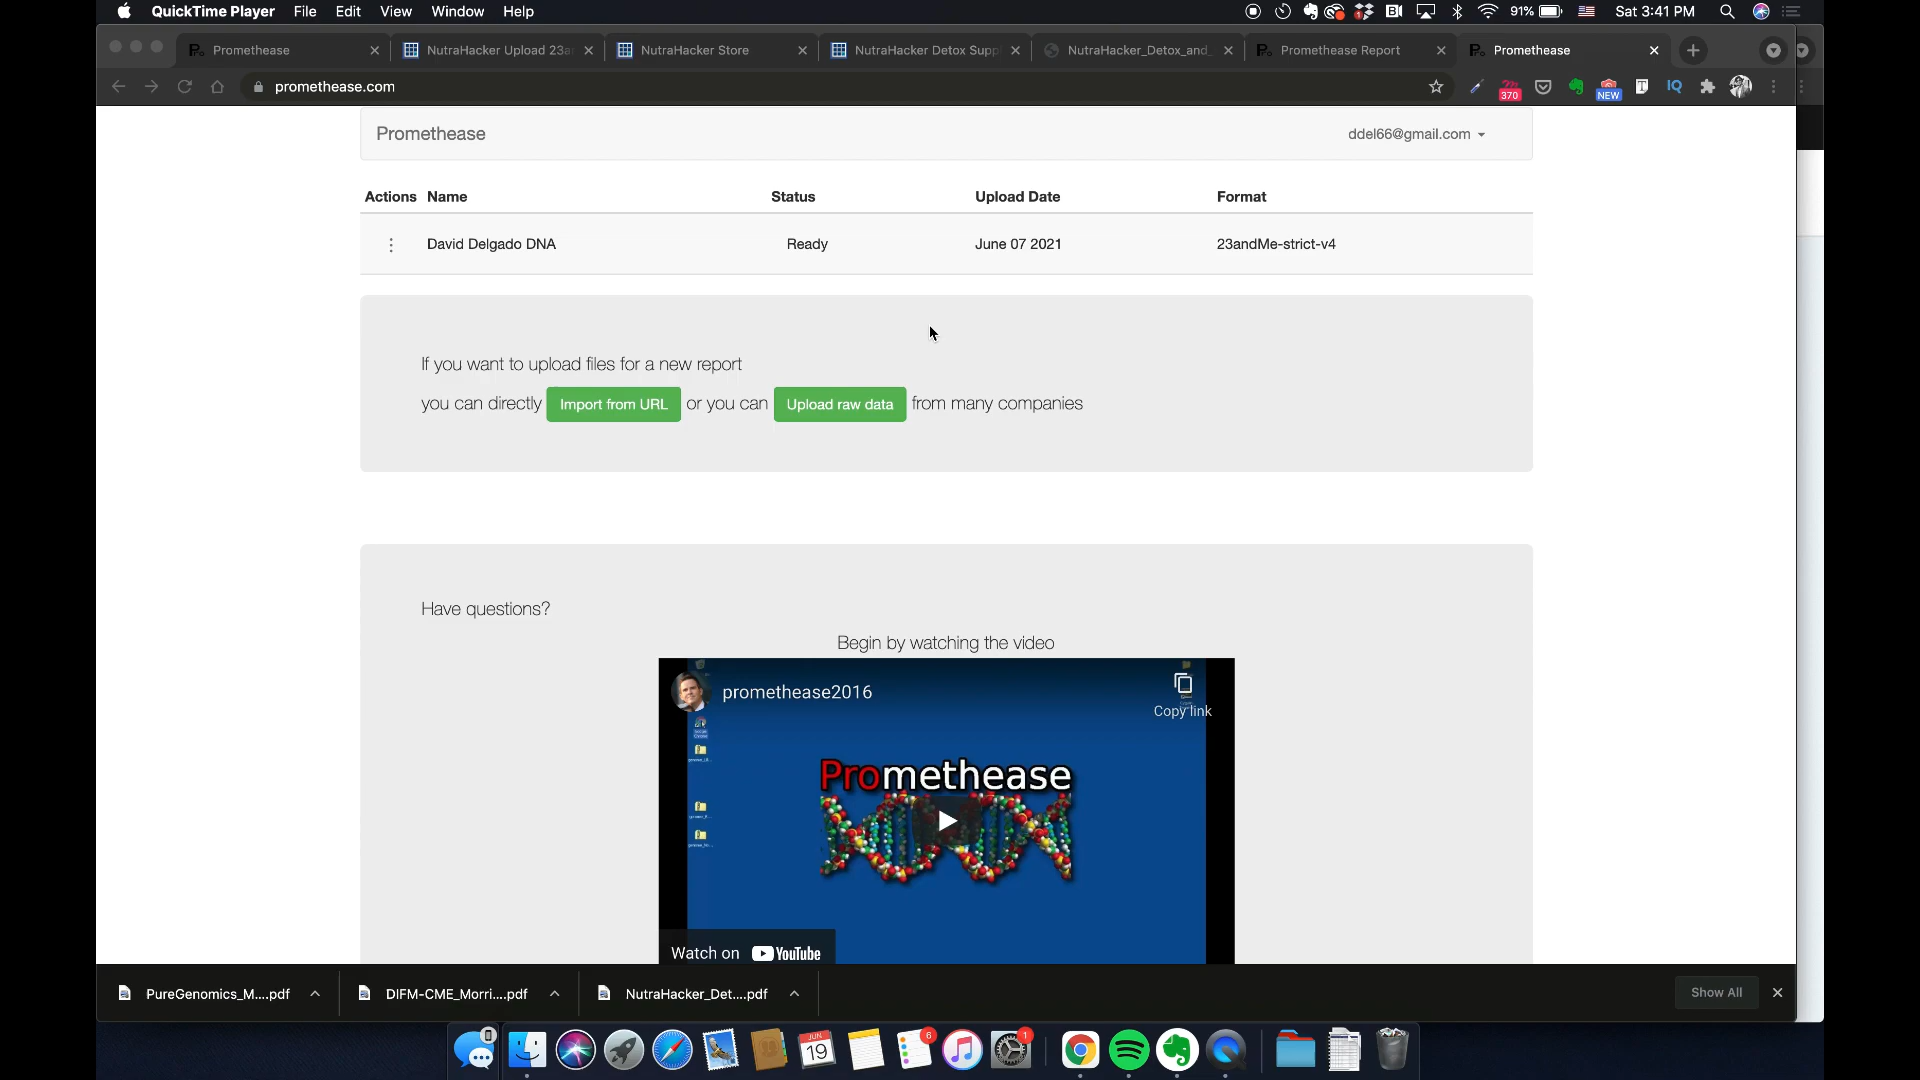 QuickTime Player File Edit View Window Help 91% Sat 3:41 PM
Promethease NutraHacker Upload 23a NutraHacker Store NutraHacker Detox Supp NutraHacker_Detox_and_ Promethease Report Promethease
promethease.com 370 NEW IQ
Promethease ddel66@gmail.com
Actions Name Status Upload Date Format
David Delgado DNA Ready June 07 2021 23andMe-strict-v4
If you want to upload files for a new report
you can directly Import from URL or you can Upload raw data from many companies
Have questions?
Begin by watching the video
promethease2016
Copy link
Promethease
Watch on YouTube
PureGenomics_M....pdf DIFM-CME_Morri....pdf NutraHacker_Det....pdf Show All
JUN 6 1
19